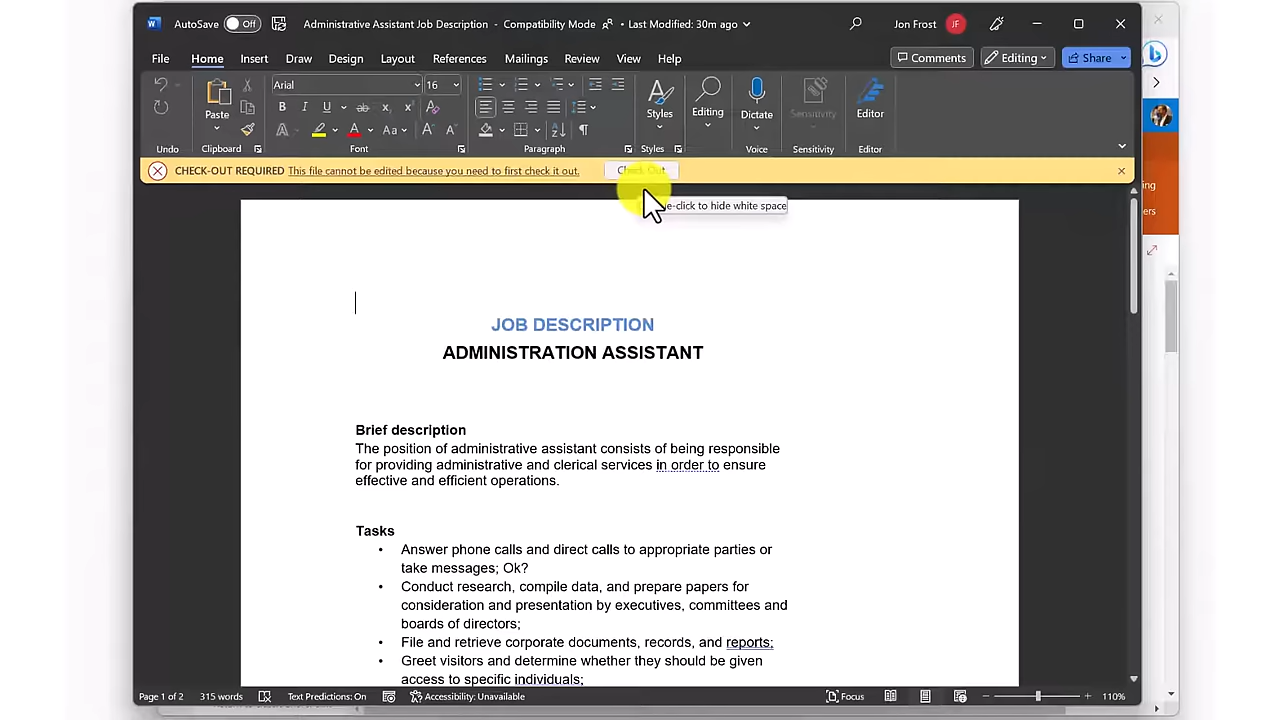 AutoSave Off Administrative Assistant Job Description - Compatibility Mode • Last Modified: 30m ago Jon Frost JF
File Home Insert Draw Design Layout References Mailings Review View Help Comments Editing Share
Arial 16
Paste Styles Editing Dictate Sensitivity Editor
Undo Clipboard Font Paragraph Styles Voice Sensitivity Editor
CHECK-OUT REQUIRED This file cannot be edited because you need to first check it out. Check Out
-click to hide white space
JOB DESCRIPTION
ADMINISTRATION ASSISTANT
Brief description
The position of administrative assistant consists of being responsible
for providing administrative and clerical services in order to ensure
effective and efficient operations.
Tasks
• Answer phone calls and direct calls to appropriate parties or
take messages; Ok?
• Conduct research, compile data, and prepare papers for
consideration and presentation by executives, committees and
boards of directors;
• File and retrieve corporate documents, records, and reports;
• Greet visitors and determine whether they should be given
access to specific individuals;
Page 1 of 2 315 words Text Predictions: On Accessibility: Unavailable Focus 110%